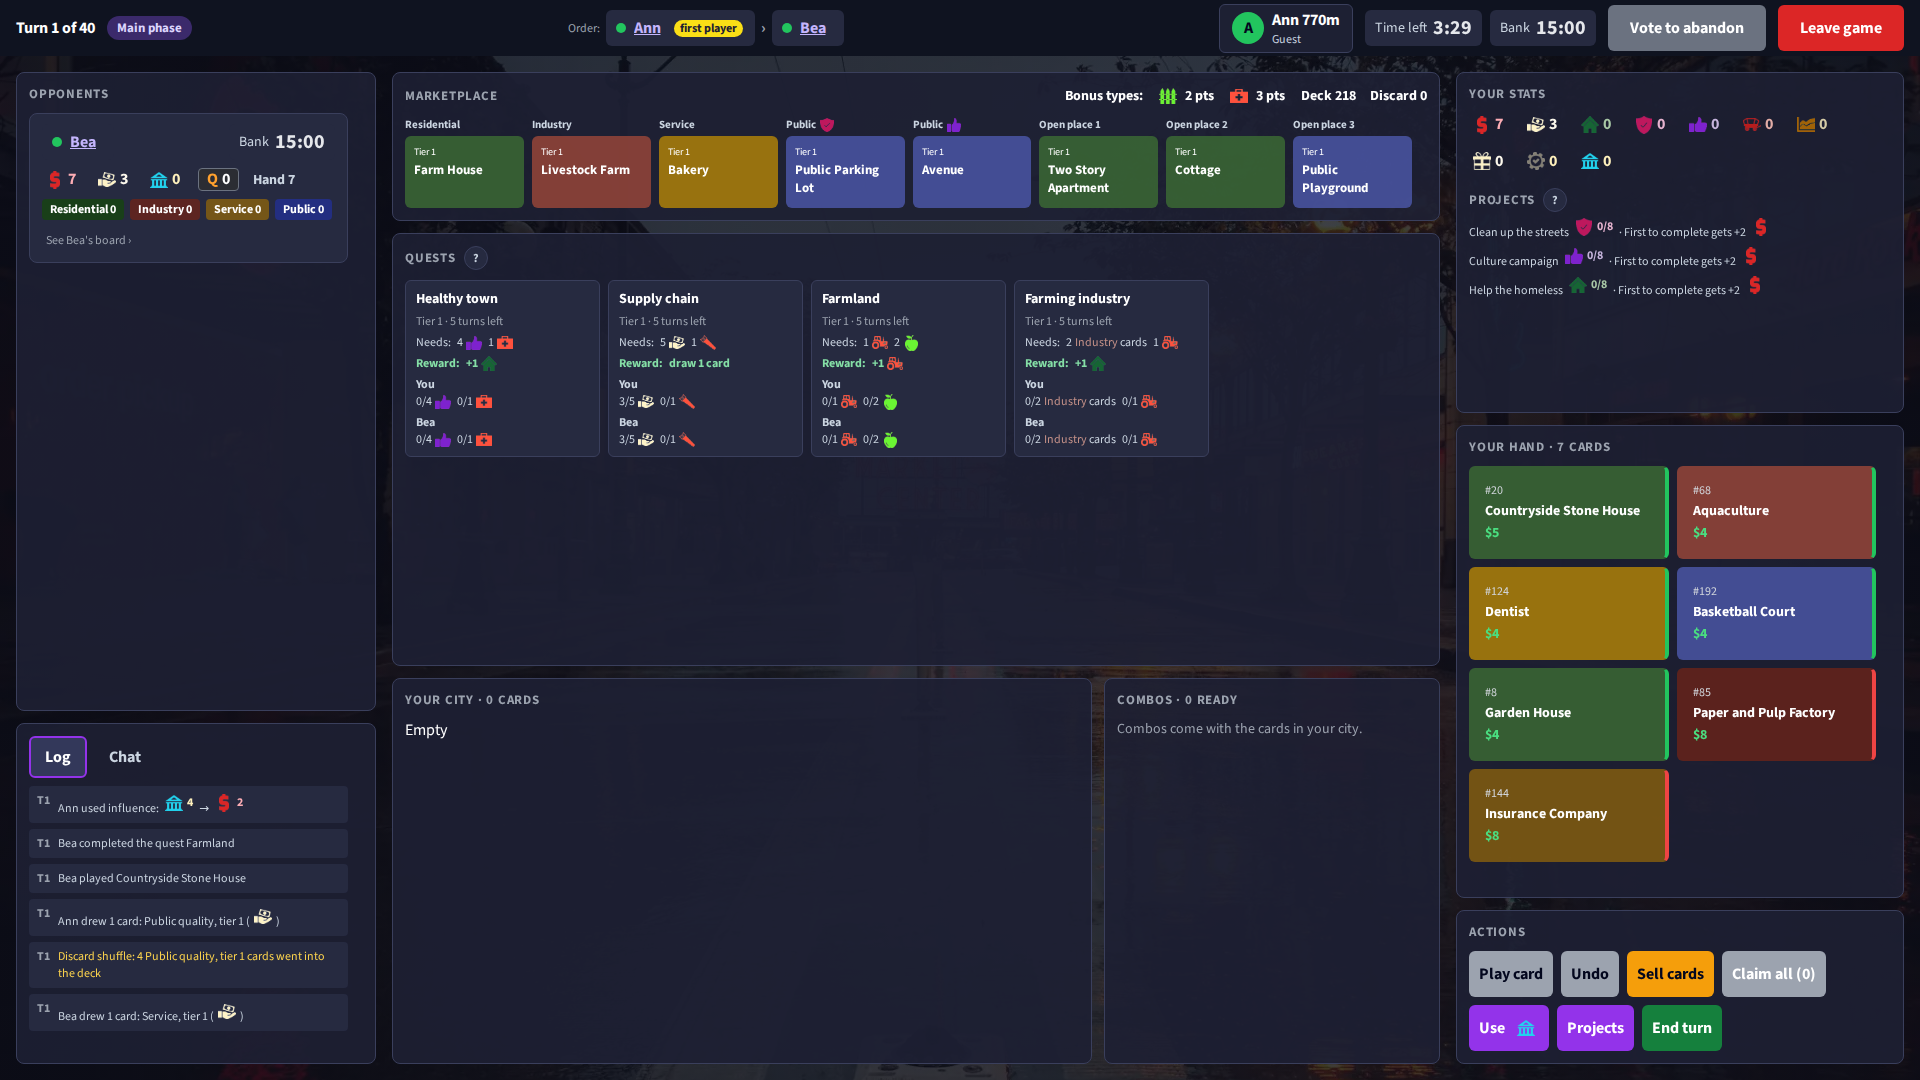 Turn 1 of 40 Main phase
Order: Ann first player › Bea
A Ann 770m
Guest
Time left 3:29
Bank 15:00
Vote to abandon
Leave game
OPPONENTS
Bea Bank 15:00
7 3 0 Q 0 Hand 7
Residential 0 Industry 0 Service 0 Public 0
See Bea's board ›
MARKETPLACE
Bonus types: 2 pts 3 pts Deck 218 Discard 0
Residential
Tier 1
Farm House
Industry
Tier 1
Livestock Farm
Service
Tier 1
Bakery
Public
Tier 1
Public Parking
Lot
Public
Tier 1
Avenue
Open place 1
Tier 1
Two Story
Apartment
Open place 2
Tier 1
Cottage
Open place 3
Tier 1
Public
Playground
QUESTS ?
Healthy town
Tier 1 · 5 turns left
Needs: 4 1
Reward: +1
You
0/4 0/1
Bea
0/4 0/1
Supply chain
Tier 1 · 5 turns left
Needs: 5 1
Reward: draw 1 card
You
3/5 0/1
Bea
3/5 0/1
Farmland
Tier 1 · 5 turns left
Needs: 1 2
Reward: +1
You
0/1 0/2
Bea
0/1 0/2
Farming industry
Tier 1 · 5 turns left
Needs: 2 Industry cards 1
Reward: +1
You
0/2 Industry cards 0/1
Bea
0/2 Industry cards 0/1
YOUR STATS
7 3 0 0 0 0 0
0 0 0
PROJECTS ?
Clean up the streets 0/8 · First to complete gets +2
Culture campaign 0/8 · First to complete gets +2
Help the homeless 0/8 · First to complete gets +2
YOUR HAND · 7 CARDS
#20
Countryside Stone House
$5
#68
Aquaculture
$4
#124
Dentist
$4
#192
Basketball Court
$4
#8
Garden House
$4
#85
Paper and Pulp Factory
$8
#144
Insurance Company
$8
Log Chat
T1 Ann used influence: 4 → 2
T1 Bea completed the quest Farmland
T1 Bea played Countryside Stone House
T1 Ann drew 1 card: Public quality, tier 1 ( )
T1 Discard shuffle: 4 Public quality, tier 1 cards went into
the deck
T1 Bea drew 1 card: Service, tier 1 ( )
YOUR CITY · 0 CARDS
Empty
COMBOS · 0 READY
Combos come with the cards in your city.
ACTIONS
Play card
Undo
Sell cards
Claim all (0)
Use
Projects
End turn